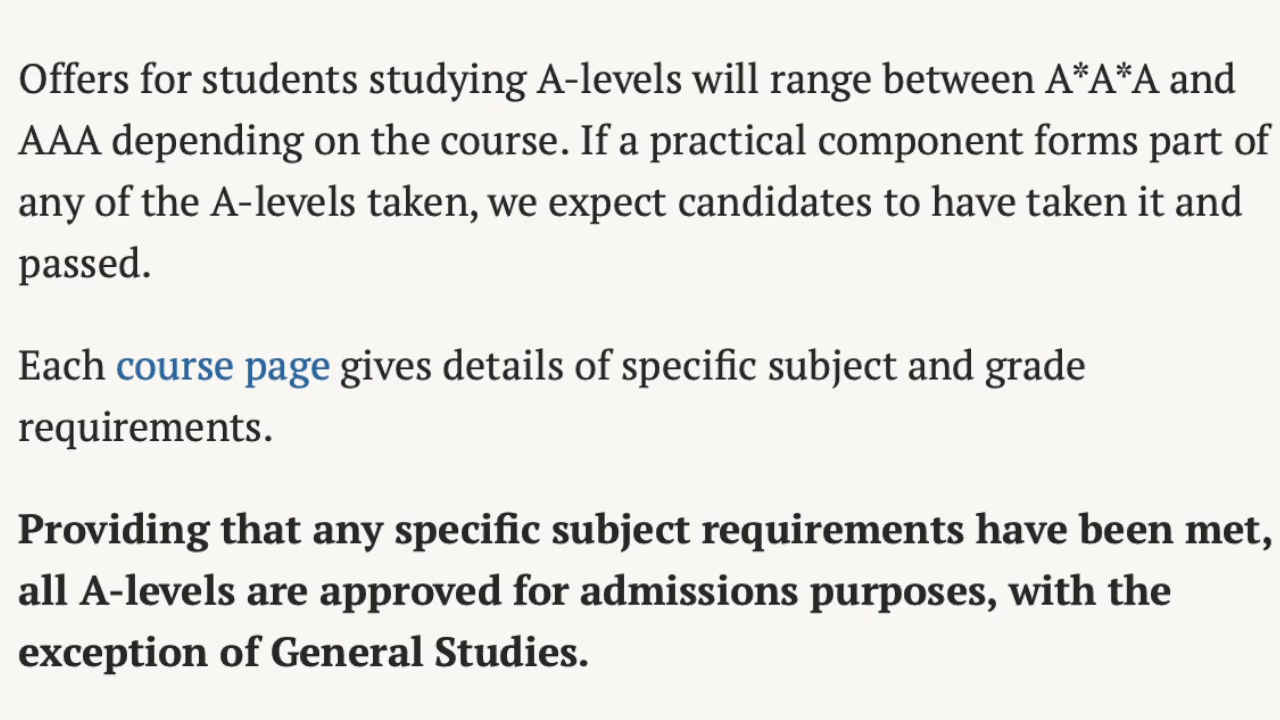 Offers for students studying A-levels will range between A*A*A and
AAA depending on the course. If a practical component forms part of
any of the A-levels taken, we expect candidates to have taken it and
passed.
Each course page gives details of specific subject and grade
requirements.
Providing that any specific subject requirements have been met,
all A-levels are approved for admissions purposes, with the
exception of General Studies.